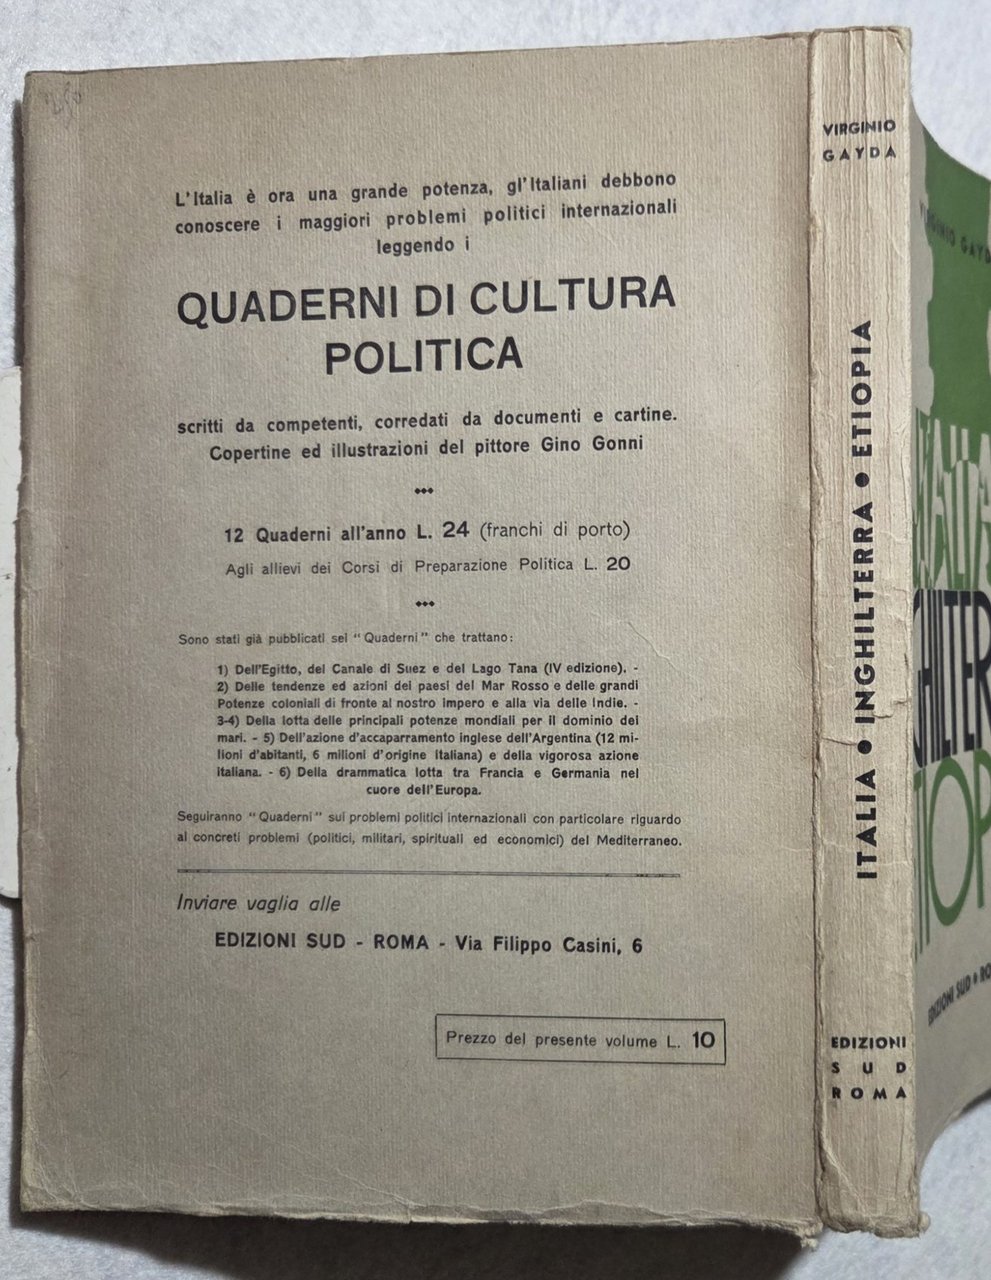 L'Italia è ora una grande potenza, gl'Italiani debbono
conoscere i maggiori problemi politici internazionali
leggendo i
QUADERNI DI CULTURA
POLITICA
scritti da competenti, corredati da documenti e cartine.
Copertine ed illustrazioni del pittore Gino Gonni
12 Quaderni all'anno L. 24 (franchi di porto)
Agli allievi dei Corsi di Preparazione Politica L. 20
Sono stati già pubblicati sei "Quaderni" che trattano:
1) Dell'Egitto, del Canale di Suez e del Lago Tana (IV edizione). -
2) Delle tendenze ed azioni dei paesi del Mar Rosso e delle grandi
Potenze coloniali di fronte al nostro impero e alla via delle Indie. -
3-4) Della lotta delle principali potenze mondiali per il dominio dei
mari. - 5) Dell'azione d'accaparramento inglese dell'Argentina (12 mi-
lioni d'abitanti, 6 milioni d'origine italiana) e della vigorosa azione
italiana. - 6) Della drammatica lotta tra Francia e Germania nel
cuore dell'Europa.
Seguiranno "Quaderni" sui problemi politici internazionali con particolare riguardo
ai concreti problemi (politici, militari, spirituali ed economici) del Mediterraneo.
Inviare vaglia alle
EDIZIONI SUD - ROMA - Via Filippo Casini, 6
Prezzo del presente volume L. 10
VIRGINIO
GAYDA
ITALIA • INGHILTERRA • ETIOPIA
EDIZIONI
SUD
ROMA
VIRGINIO GAYD
ITALIA
GHILTER
TIOP
EDIZIONI SUD • RO